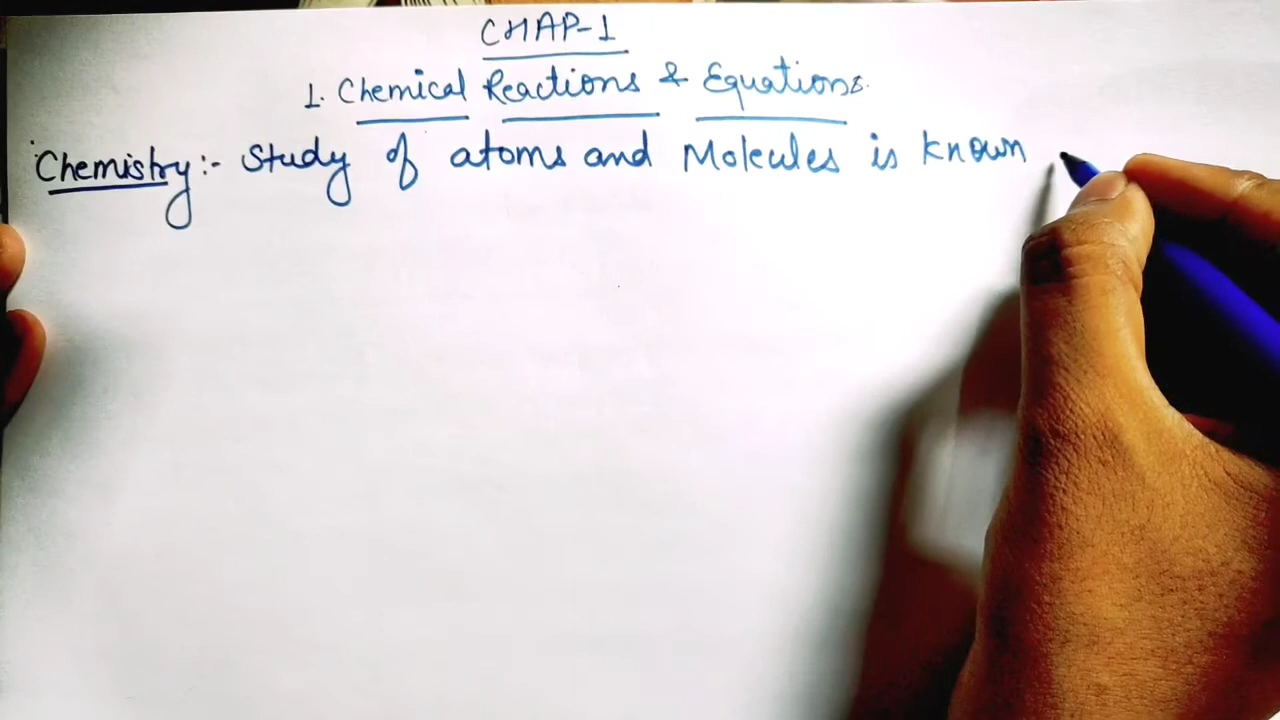 CHAP-1
1. Chemical Reactions & Equations.
Chemistry:- Study of atoms and Molecules is known